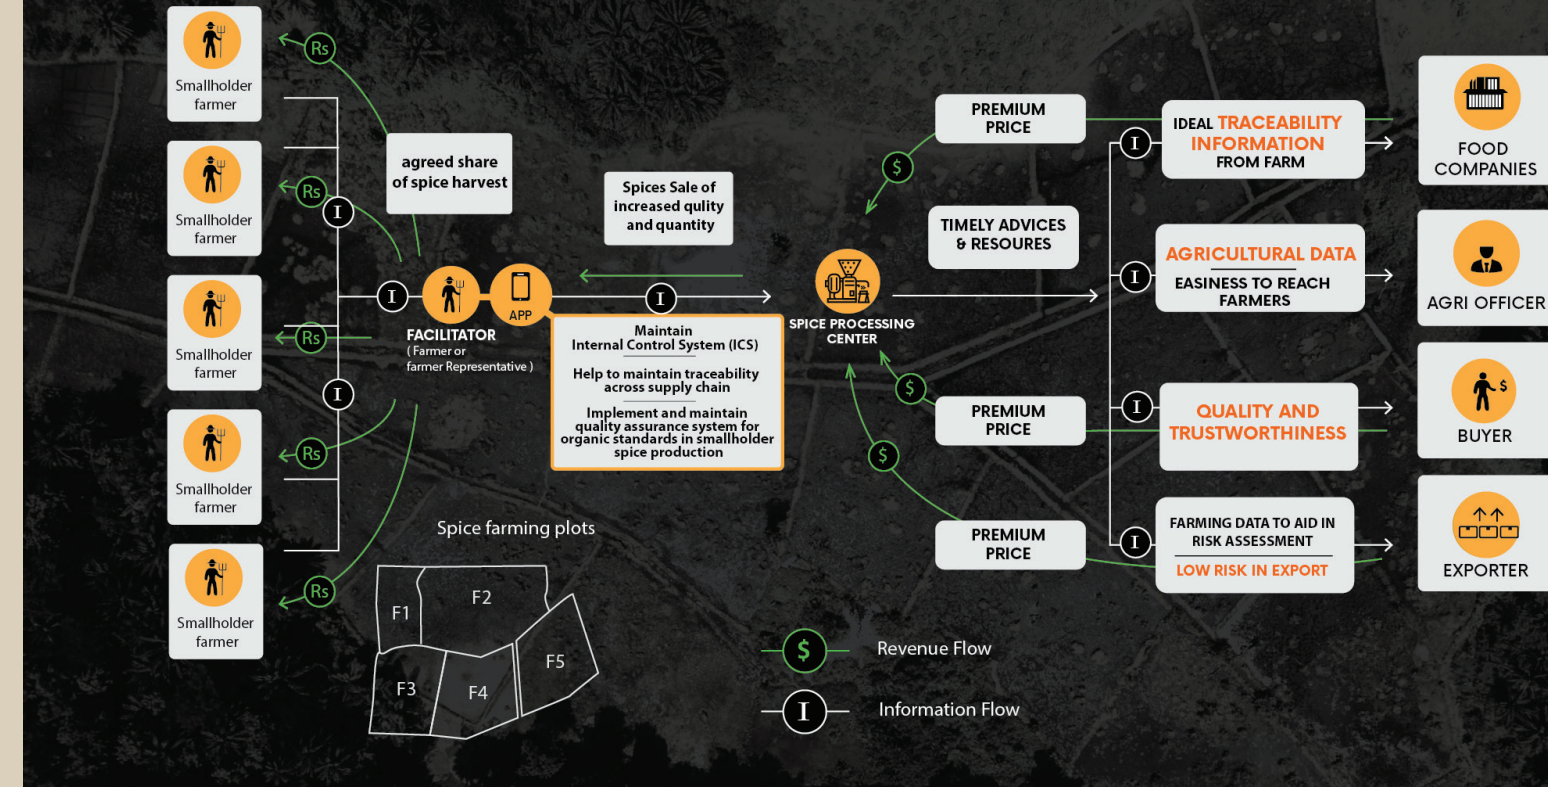 Smallholder
farmer
Smallholder
farmer
Smallholder
farmer
Smallholder
farmer
Smallholder
farmer
Rs
Rs
Rs
Rs
Rs
I
I
I
agreed share
of spice harvest
FACILITATOR
( Farmer or
farmer Representative )
APP
Spices Sale of
increased qulity
and quantity
I
Maintain
Internal Control System (ICS)
Help to maintain traceability
across supply chain
Implement and maintain
quality assurance system for
organic standards in smallholder
spice production
SPICE PROCESSING
CENTER
PREMIUM
PRICE
$
TIMELY ADVICES
& RESOURES
PREMIUM
PRICE
$
PREMIUM
PRICE
$
I
IDEAL TRACEABILITY
INFORMATION
FROM FARM
FOOD
COMPANIES
I
AGRICULTURAL DATA
EASINESS TO REACH
FARMERS
AGRI OFFICER
I
QUALITY AND
TRUSTWORTHINESS
$
BUYER
I
FARMING DATA TO AID IN
RISK ASSESSMENT
LOW RISK IN EXPORT
EXPORTER
Spice farming plots
F1
F2
F3
F4
F5
$ Revenue Flow
I Information Flow